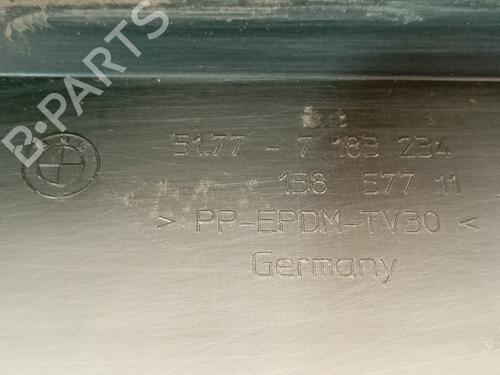 B-PARTS
51.77 - 7 183 234
158 577 11
> PP-EPDM-TV30 <
Germany